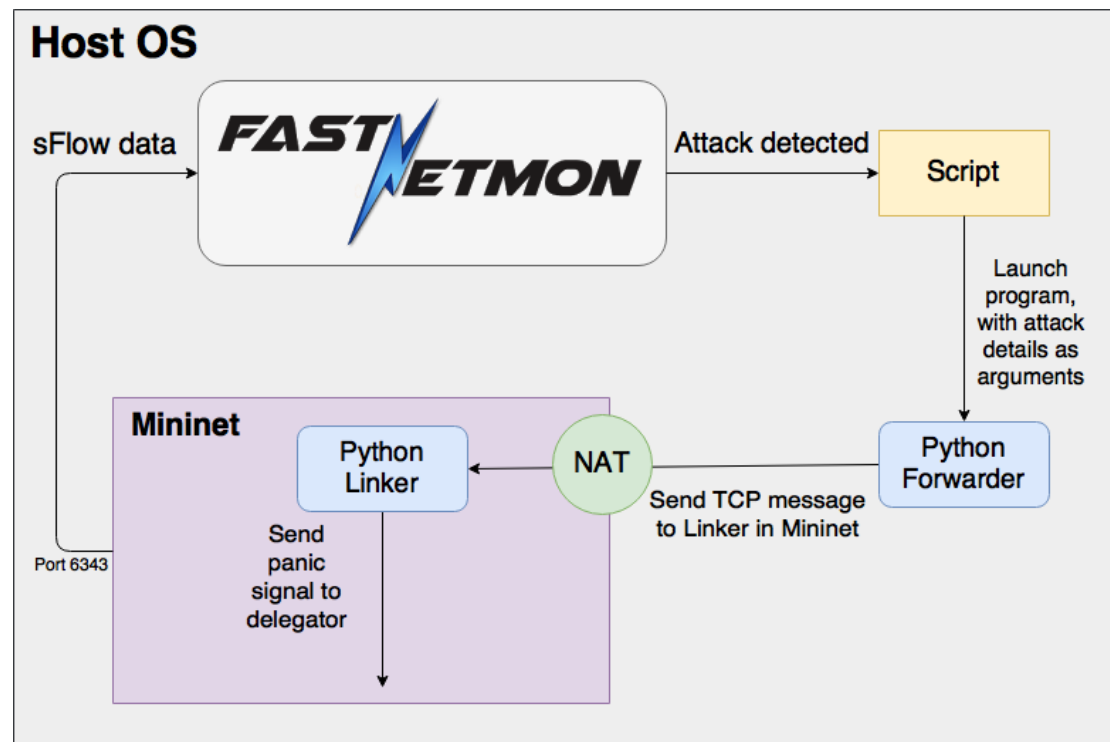 Host OS
sFlow data
FASTNETMON
Attack detected
Script
Launch
program,
with attack
details as
arguments
Mininet
Python
Linker
NAT
Python
Forwarder
Send TCP message
to Linker in Mininet
Send
panic
signal to
delegator
Port 6343